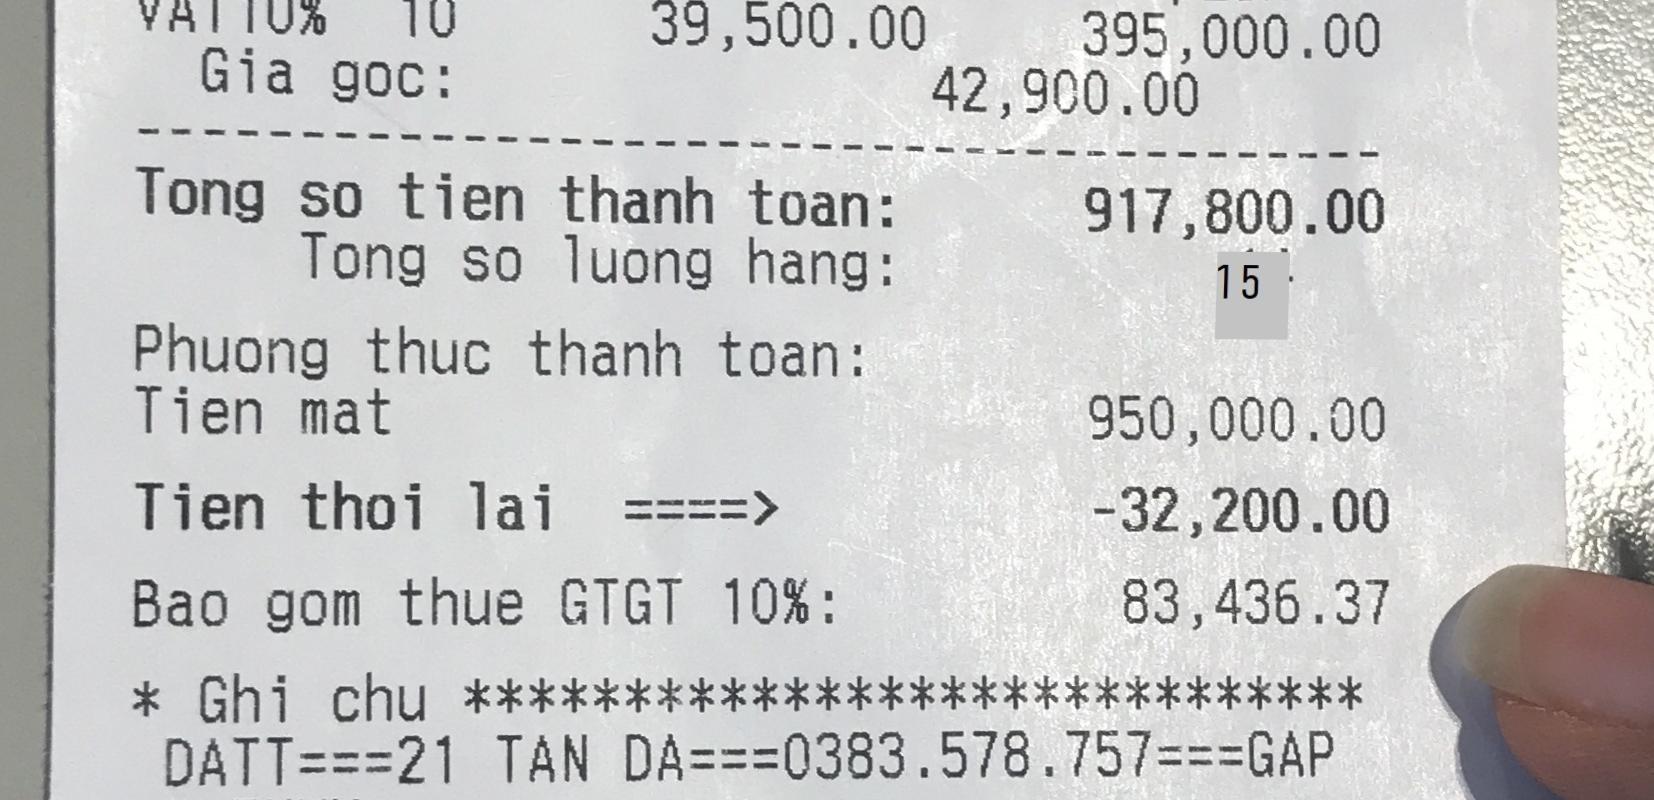 VAT10% 10 39,500.00 395,000.00
Gia goc: 42,900.00
Tong so tien thanh toan: 917,800.00
Tong so luong hang: 15
Phuong thuc thanh toan:
Tien mat 950,000.00
Tien thoi lai ====> -32,200.00
Bao gom thue GTGT 10%: 83,436.37
* Ghi chu ****************************
DATT===21 TAN DA===0383.578.757===GAP